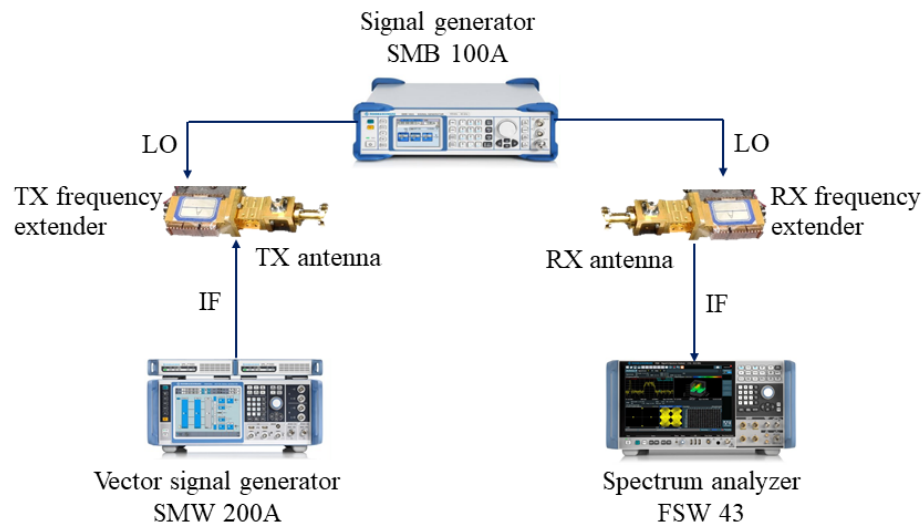 Signal generator
SMB 100A
LO
LO
TX frequency
extender
RX frequency
extender
TX antenna
RX antenna
IF
IF
Vector signal generator
SMW 200A
Spectrum analyzer
FSW 43